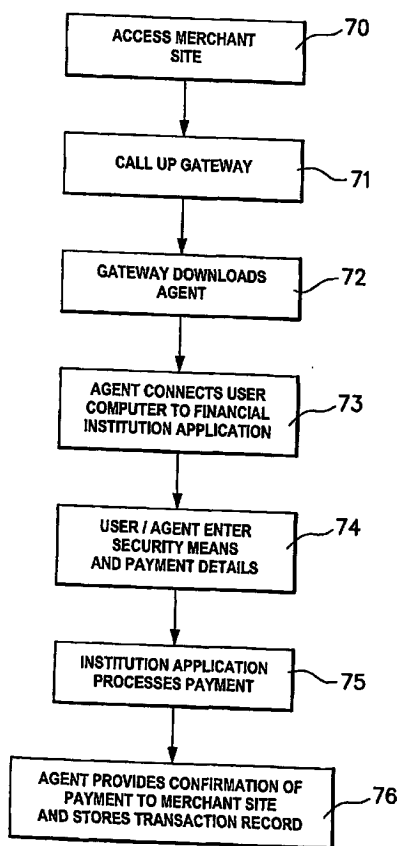 ACCESS MERCHANT
SITE
70
CALL UP GATEWAY
71
GATEWAY DOWNLOADS
AGENT
72
AGENT CONNECTS USER
COMPUTER TO FINANCIAL
INSTITUTION APPLICATION
73
USER / AGENT ENTER
SECURITY MEANS
AND PAYMENT DETAILS
74
INSTITUTION APPLICATION
PROCESSES PAYMENT
75
AGENT PROVIDES CONFIRMATION OF
PAYMENT TO MERCHANT SITE
AND STORES TRANSACTION RECORD
76